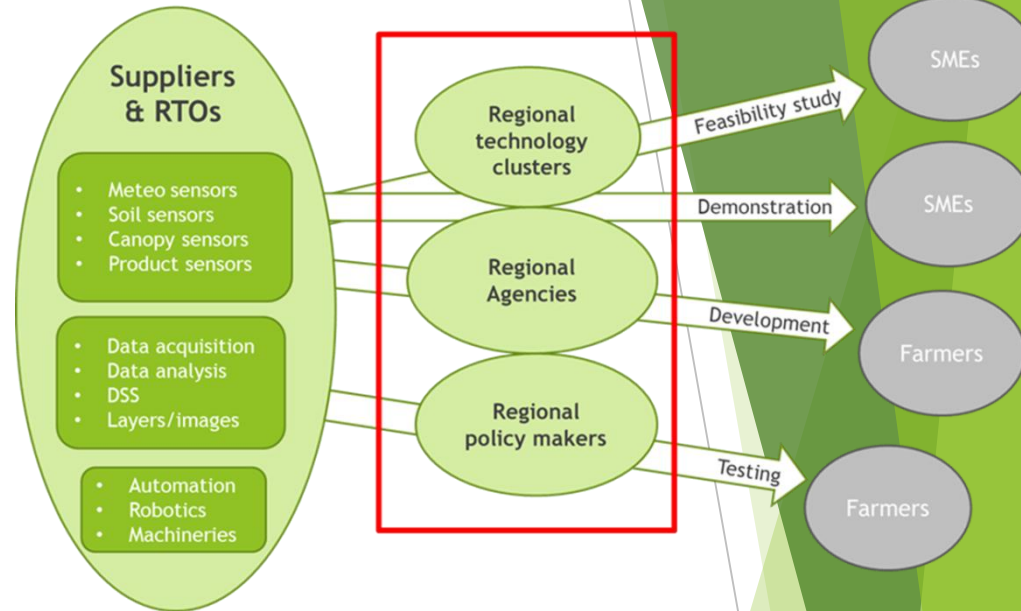 Suppliers
& RTOs
• Meteo sensors
• Soil sensors
• Canopy sensors
• Product sensors
• Data acquisition
• Data analysis
• DSS
• Layers/images
• Automation
• Robotics
• Machineries
Regional
technology
clusters
Regional
Agencies
Regional
policy makers
Feasibility study
Demonstration
Development
Testing
SMEs
SMEs
Farmers
Farmers